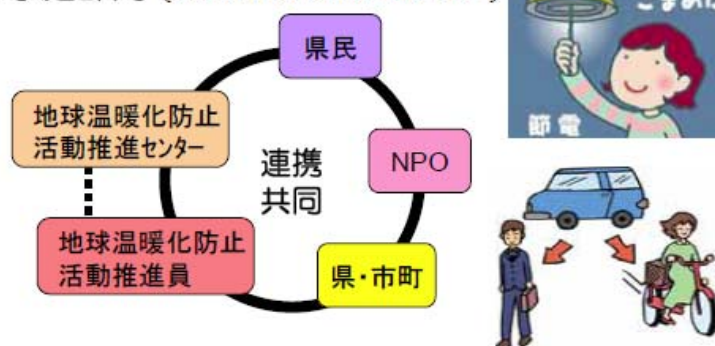 県民
地球温暖化防止
活動推進センター
連携
共同
NPO
地球温暖化防止
活動推進員
県・市町
節電